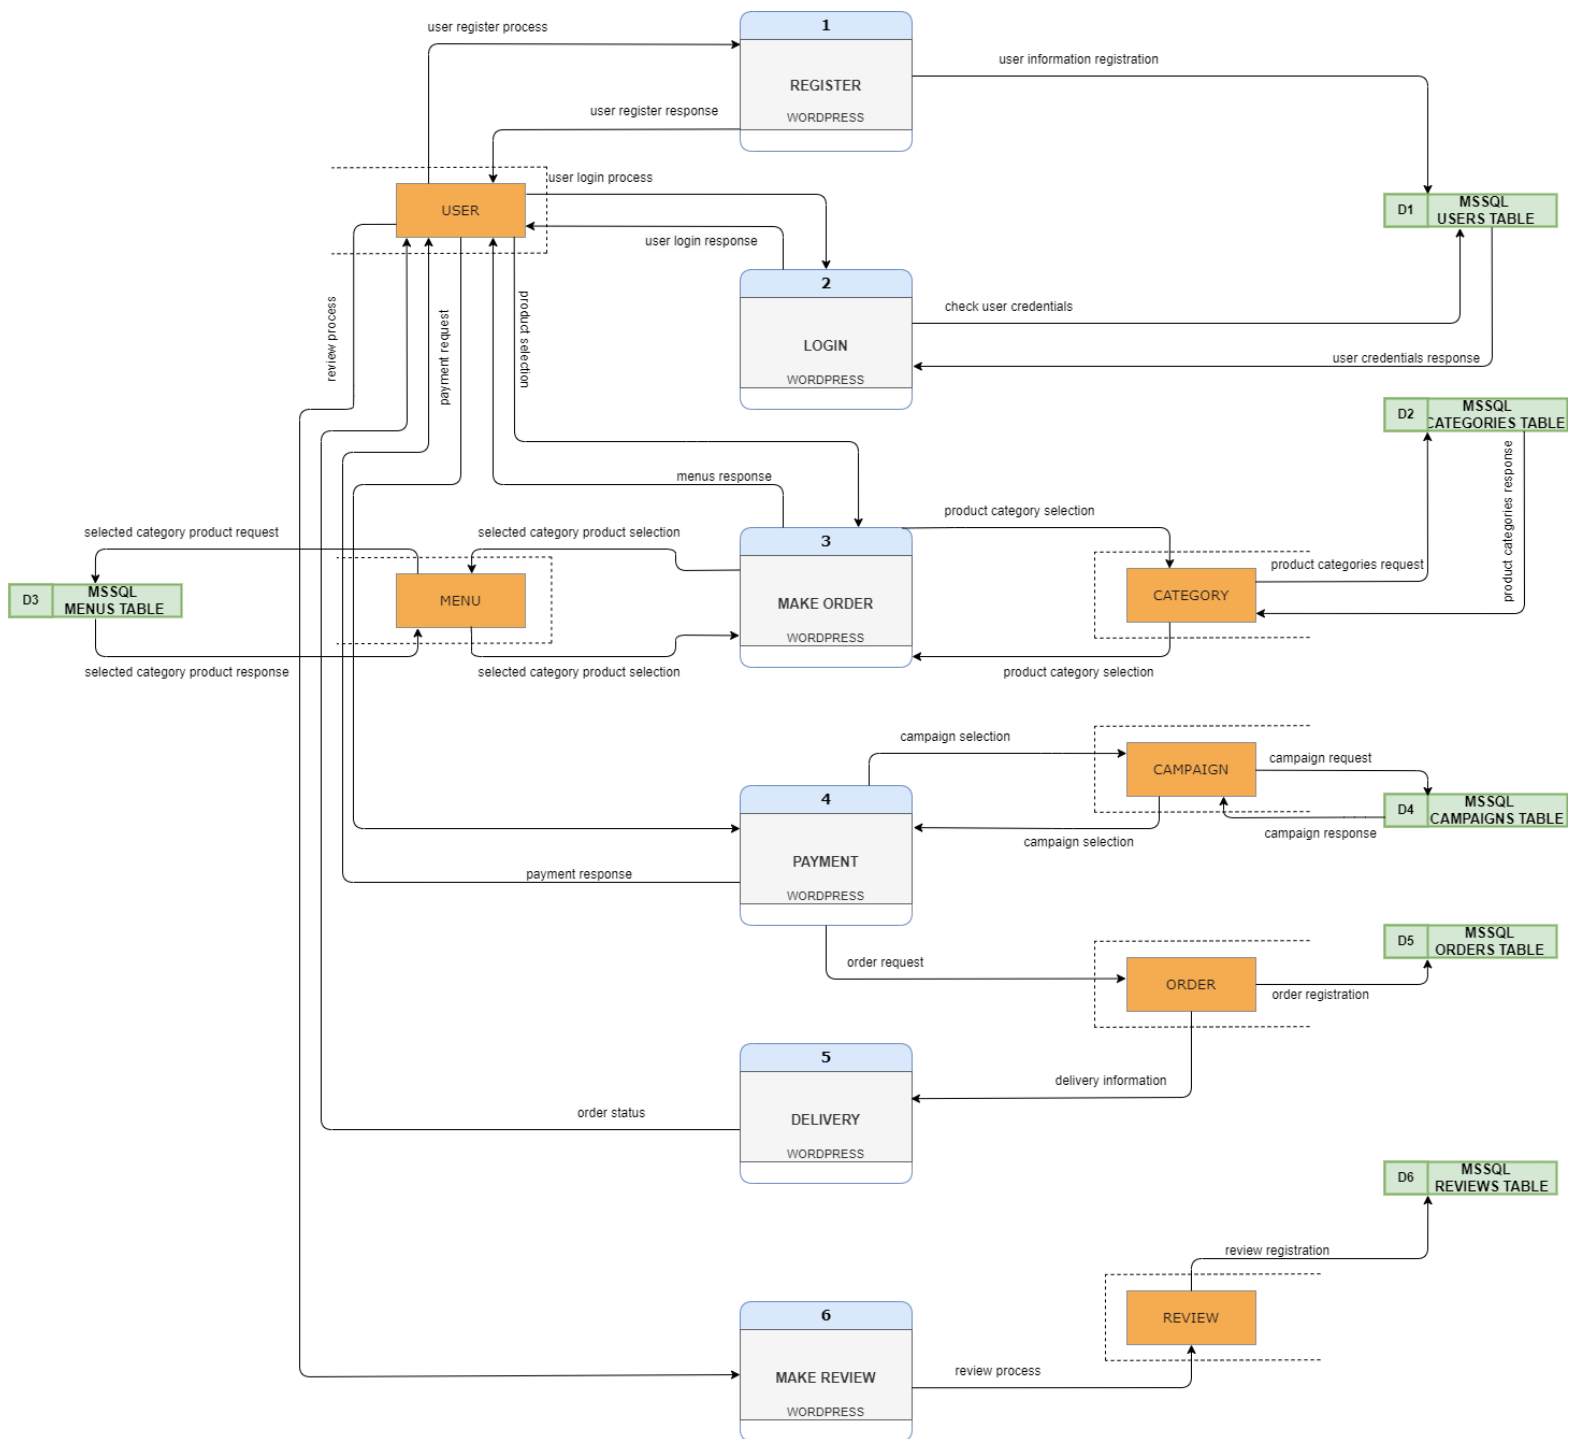 user register process
1
REGISTER
WORDPRESS
user information registration
user register response
user login process
USER
D1
MSSQL
USERS TABLE
user login response
2
LOGIN
WORDPRESS
check user credentials
user credentials response
review process
payment request
product selection
D2
MSSQL
CATEGORIES TABLE
product categories response
menus response
product category selection
selected category product request
selected category product selection
3
MAKE ORDER
WORDPRESS
product categories request
D3
MSSQL
MENUS TABLE
MENU
CATEGORY
selected category product response
selected category product selection
product category selection
campaign selection
CAMPAIGN
campaign request
4
PAYMENT
WORDPRESS
D4
MSSQL
CAMPAIGNS TABLE
campaign response
campaign selection
payment response
D5
MSSQL
ORDERS TABLE
order request
ORDER
order registration
5
DELIVERY
WORDPRESS
delivery information
order status
D6
MSSQL
REVIEWS TABLE
review registration
6
MAKE REVIEW
WORDPRESS
REVIEW
review process